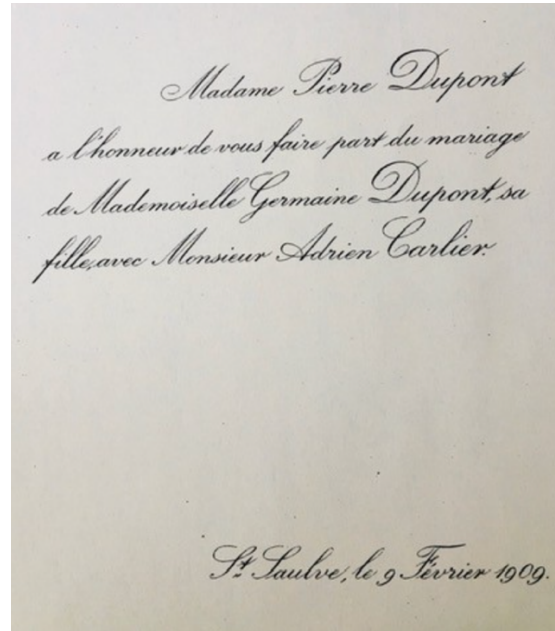 Madame Pierre Dupont
a l'honneur de vous faire part du mariage
de Mademoiselle Germaine Dupont, sa
fille, avec Monsieur Adrien Carlier.
St. Saulve, le 9 Février 1909.